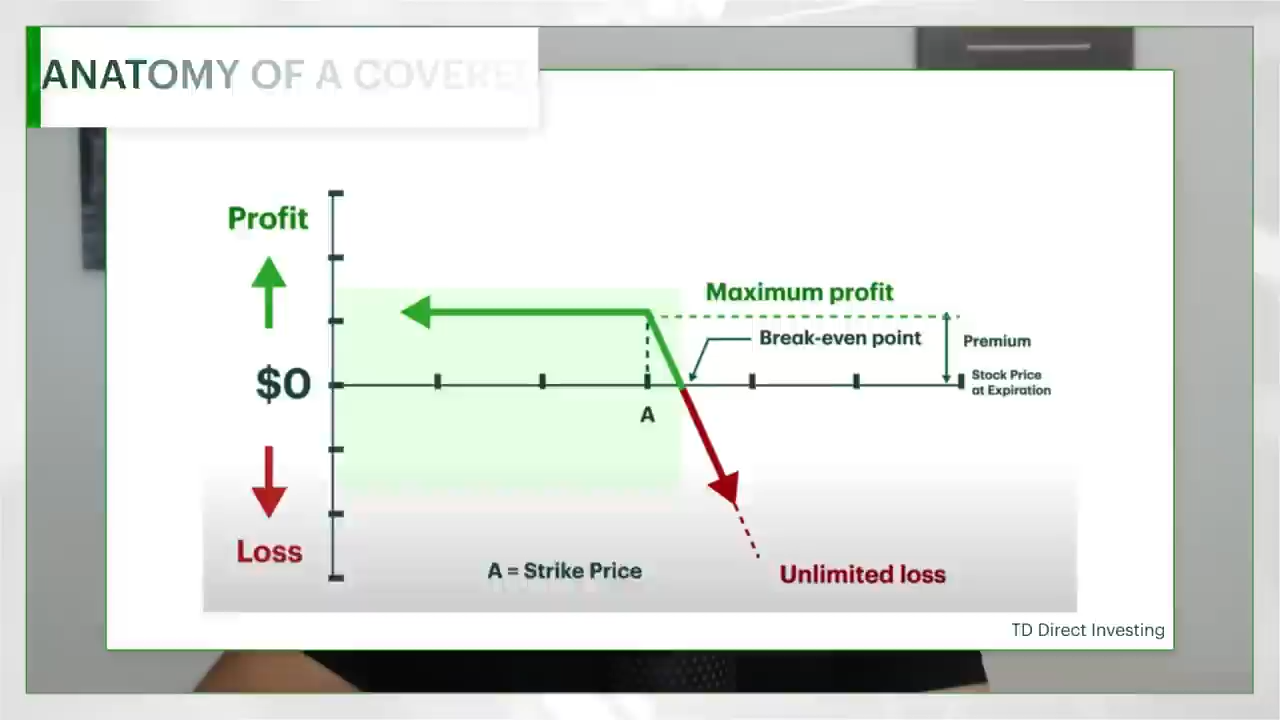 ANATOMY OF A COVERE
Profit
Maximum profit
Break-even point
Premium
$0
Stock Price
at Expiration
A
Loss
A = Strike Price
Unlimited loss
TD Direct Investing